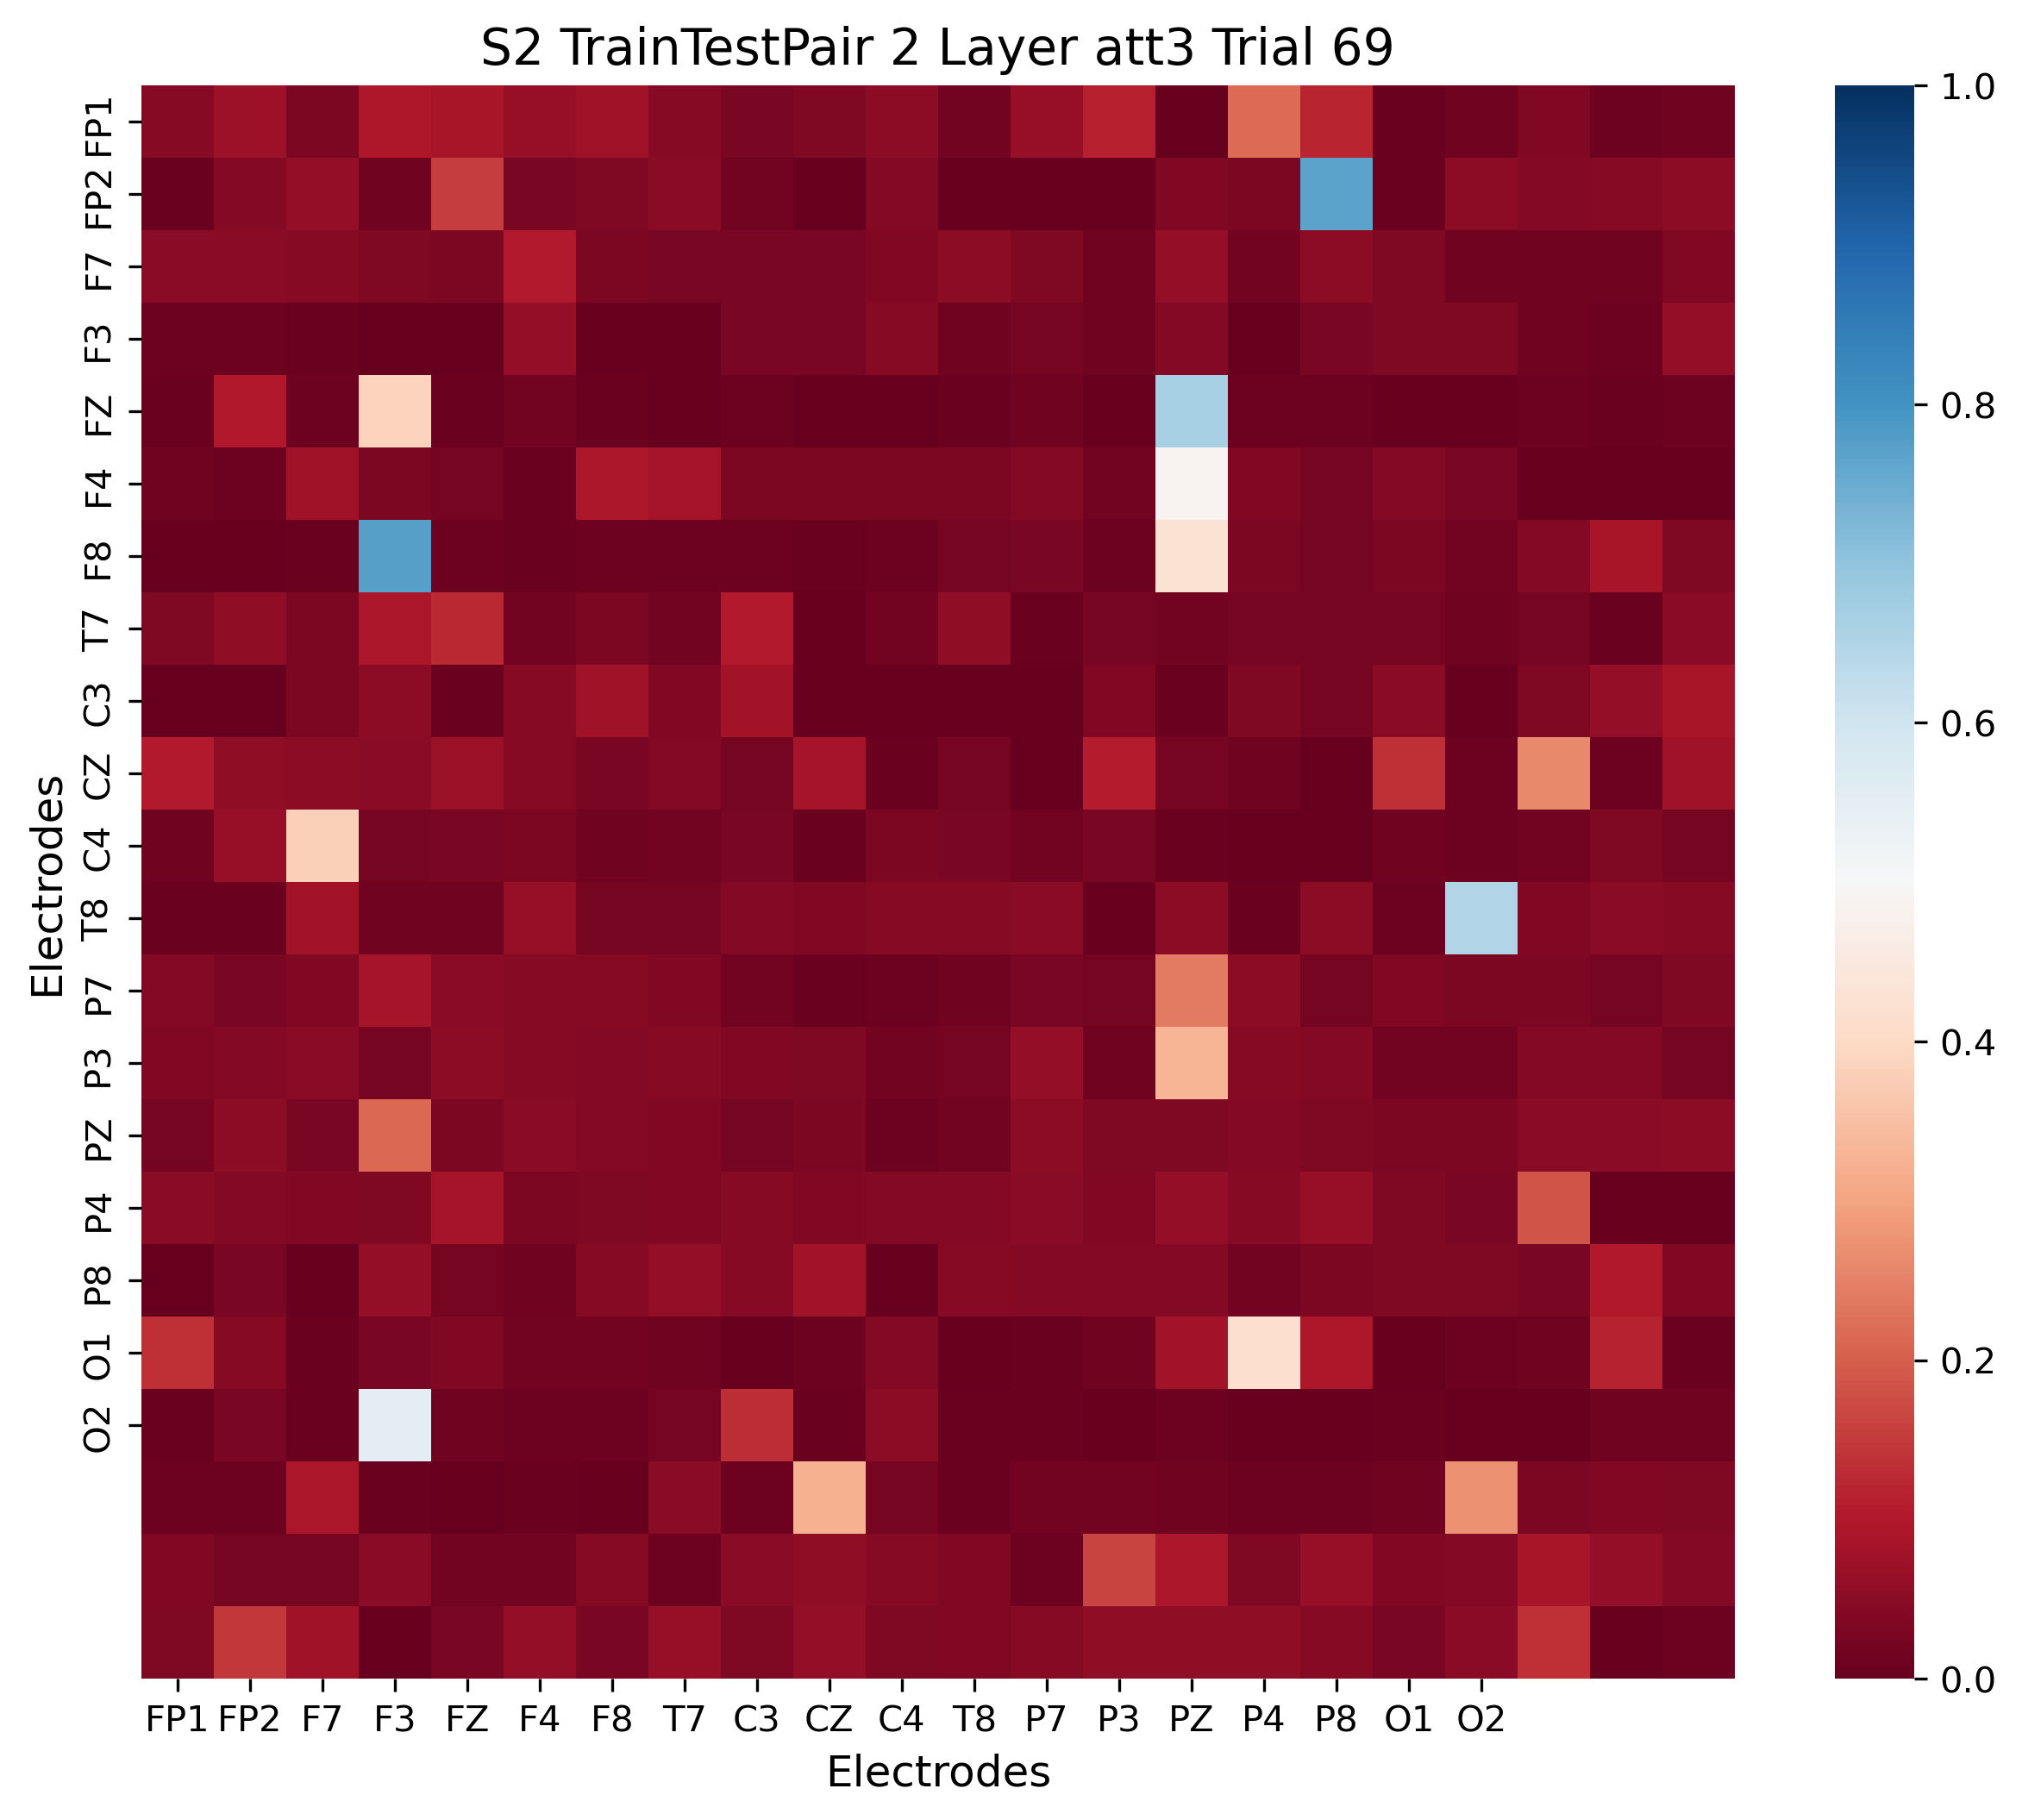 S2 TrainTestPair 2 Layer att3 Trial 69
Electrodes
FP1
FP2
F7
F3
FZ
F4
F8
T7
C3
CZ
C4
T8
P7
P3
PZ
P4
P8
O1
O2
1.0
0.8
0.6
0.4
0.2
0.0
FP1 FP2 F7 F3 FZ F4 F8 T7 C3 CZ C4 T8 P7 P3 PZ P4 P8 O1 O2
Electrodes